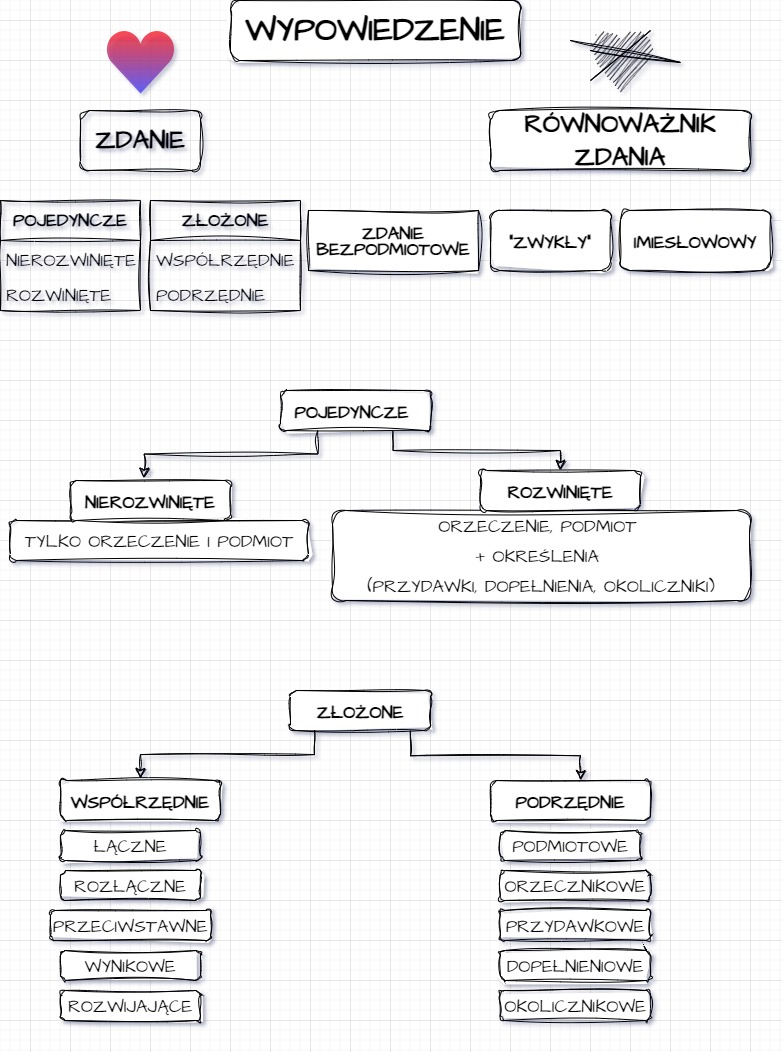 WYPOWIEDZENIE
ZDANIE
RÓWNOWAŻNIK
ZDANIA
POJEDYNCZE
NIEROZWINIĘTE
ROZWINIĘTE
ZŁOŻONE
WSPÓŁRZĘDNIE
PODRZĘDNIE
ZDANIE
BEZPODMIOTOWE
"ZWYKŁY"
IMIESŁOWOWY
POJEDYNCZE
NIEROZWINIĘTE
TYLKO ORZECZENIE I PODMIOT
ROZWINIĘTE
ORZECZENIE, PODMIOT
+ OKREŚLENIA
(PRZYDAWKI, DOPEŁNIENIA, OKOLICZNIKI)
ZŁOŻONE
WSPÓŁRZĘDNIE
ŁĄCZNE
ROZŁĄCZNE
PRZECIWSTAWNE
WYNIKOWE
ROZWIJAJĄCE
PODRZĘDNIE
PODMIOTOWE
ORZECZNIKOWE
PRZYDAWKOWE
DOPEŁNIENIOWE
OKOLICZNIKOWE